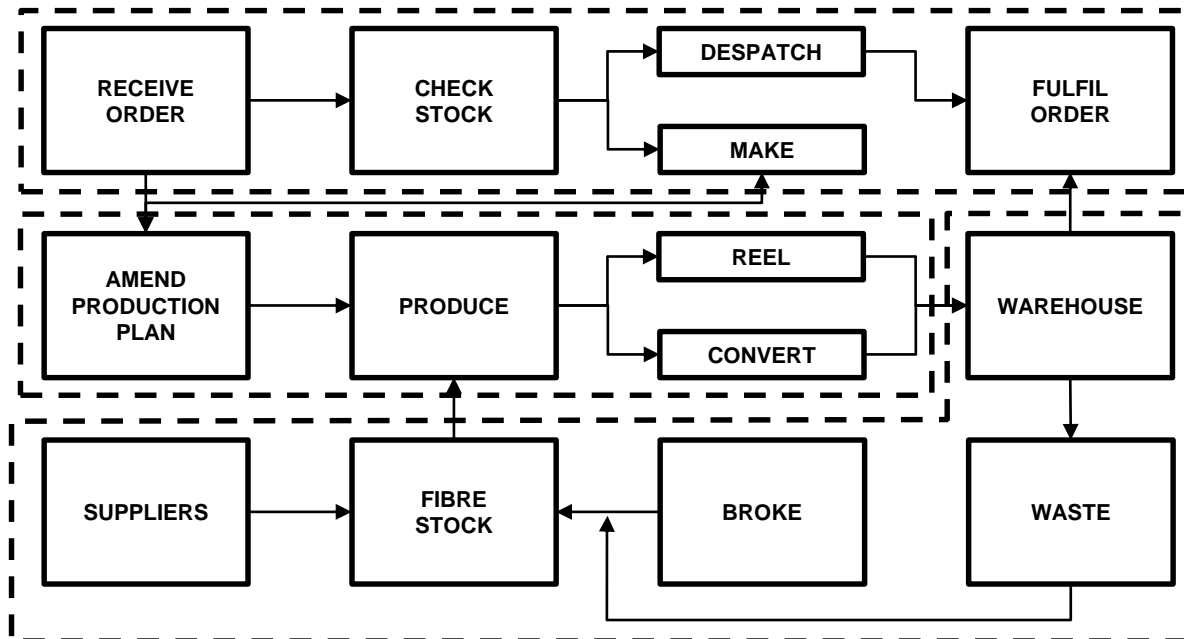 RECEIVE
ORDER
CHECK
STOCK
DESPATCH
MAKE
FULFIL
ORDER
AMEND
PRODUCTION
PLAN
PRODUCE
REEL
CONVERT
WAREHOUSE
SUPPLIERS
FIBRE
STOCK
BROKE
WASTE